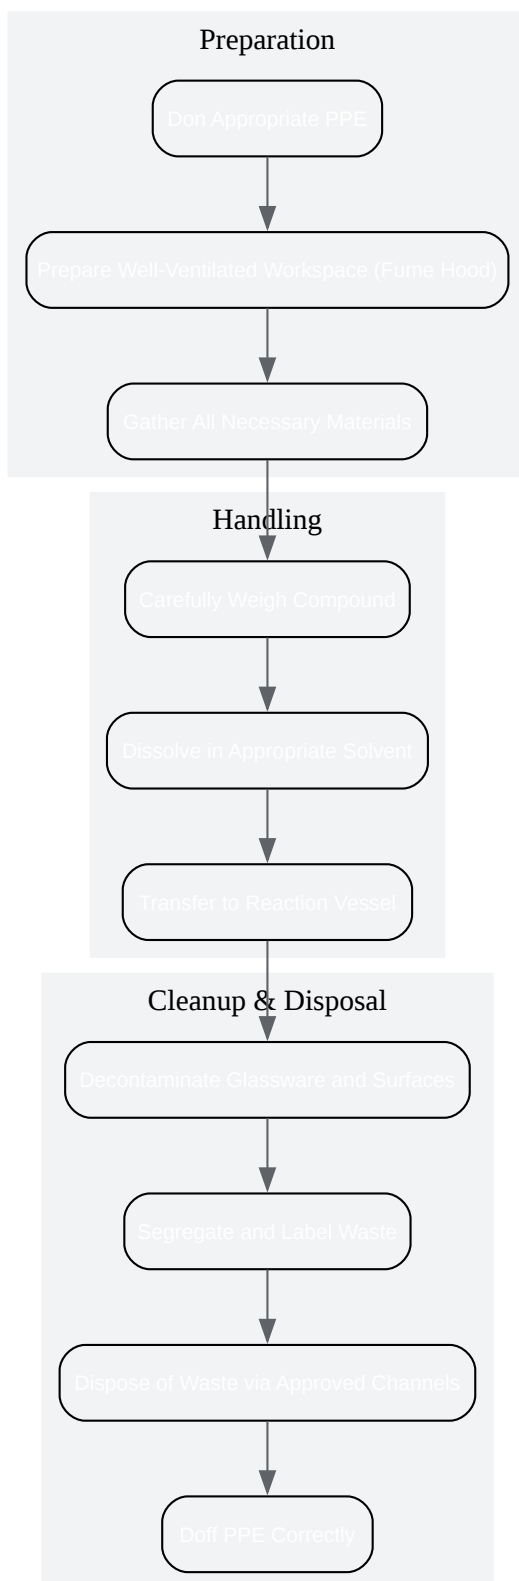 Preparation
Don Appropriate PPE
Prepare Well-Ventilated Workspace (Fume Hood)
Gather All Necessary Materials
Handling
Carefully Weigh Compound
Dissolve in Appropriate Solvent
Transfer to Reaction Vessel
Cleanup & Disposal
Decontaminate Glassware and Surfaces
Segregate and Label Waste
Dispose of Waste via Approved Channels
Doff PPE Correctly